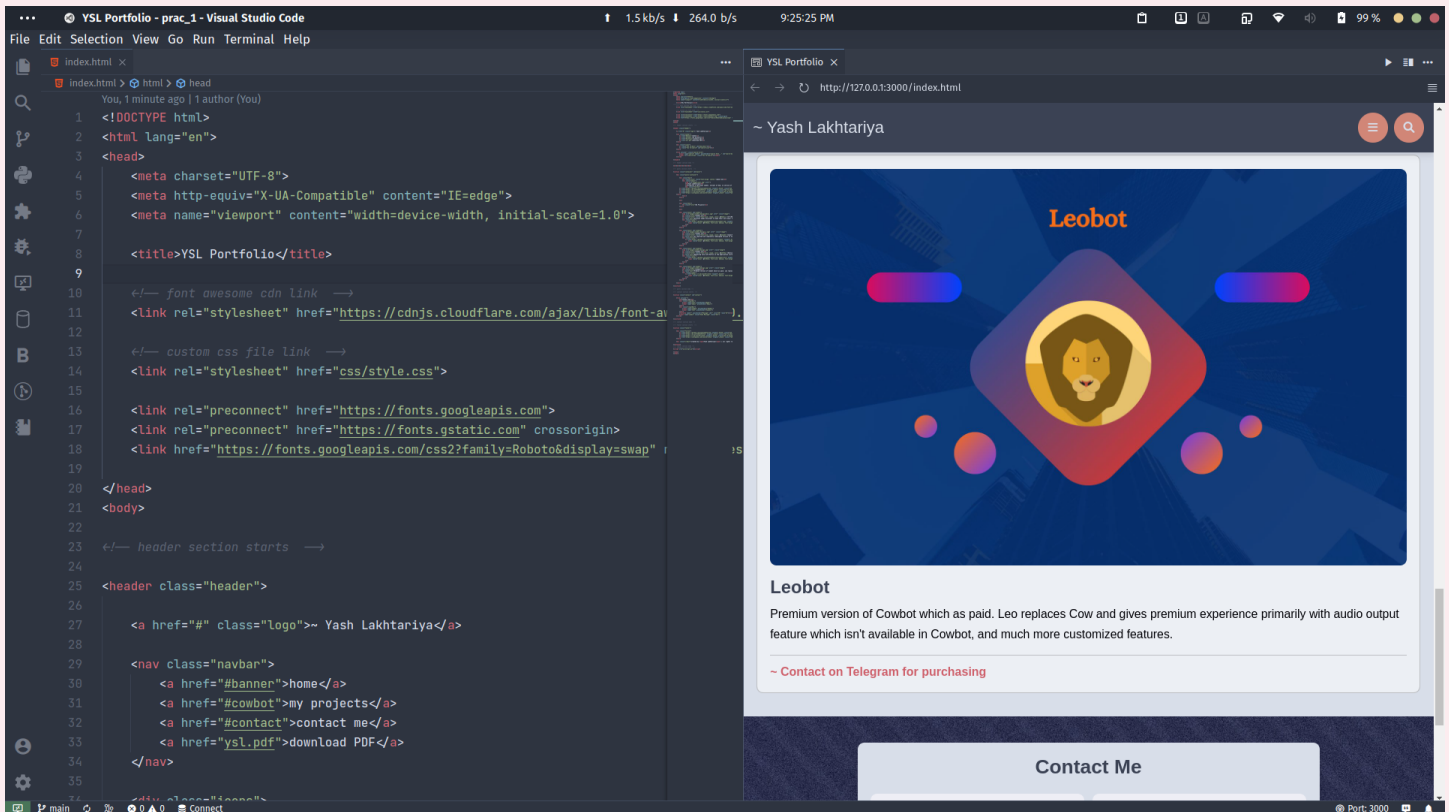 YSL Portfolio - prac_1 - Visual Studio Code
1.5 kb/s 264.0 b/s
9:25:25 PM
1 A
99 %
File Edit Selection View Go Run Terminal Help
index.html
index.html > html > head
You, 1 minute ago | 1 author (You)
1 <!DOCTYPE html>
2 <html lang="en">
3 <head>
4 <meta charset="UTF-8">
5 <meta http-equiv="X-UA-Compatible" content="IE=edge">
6 <meta name="viewport" content="width=device-width, initial-scale=1.0">
7
8 <title>YSL Portfolio</title>
9
10 <!-- font awesome cdn link -->
11 <link rel="stylesheet" href="https://cdnjs.cloudflare.com/ajax/libs/font-aw
12
13 <!-- custom css file link -->
14 <link rel="stylesheet" href="css/style.css">
15
16 <link rel="preconnect" href="https://fonts.googleapis.com">
17 <link rel="preconnect" href="https://fonts.gstatic.com" crossorigin>
18 <link href="https://fonts.googleapis.com/css2?family=Roboto&display=swap"
19
20 </head>
21 <body>
22
23 <!-- header section starts -->
24
25 <header class="header">
26
27 <a href="#" class="logo">~ Yash Lakhtariya</a>
28
29 <nav class="navbar">
30 <a href="#banner">home</a>
31 <a href="#cowbot">my projects</a>
32 <a href="#contact">contact me</a>
33 <a href="ysl.pdf">download PDF</a>
34 </nav>
35
36 <div class="icons">
main
0 0
Connect
YSL Portfolio
http://127.0.0.1:3000/index.html
~ Yash Lakhtariya
Leobot
Leobot
Premium version of Cowbot which as paid. Leo replaces Cow and gives premium experience primarily with audio output
feature which isn't available in Cowbot, and much more customized features.
~ Contact on Telegram for purchasing
Contact Me
Port: 3000